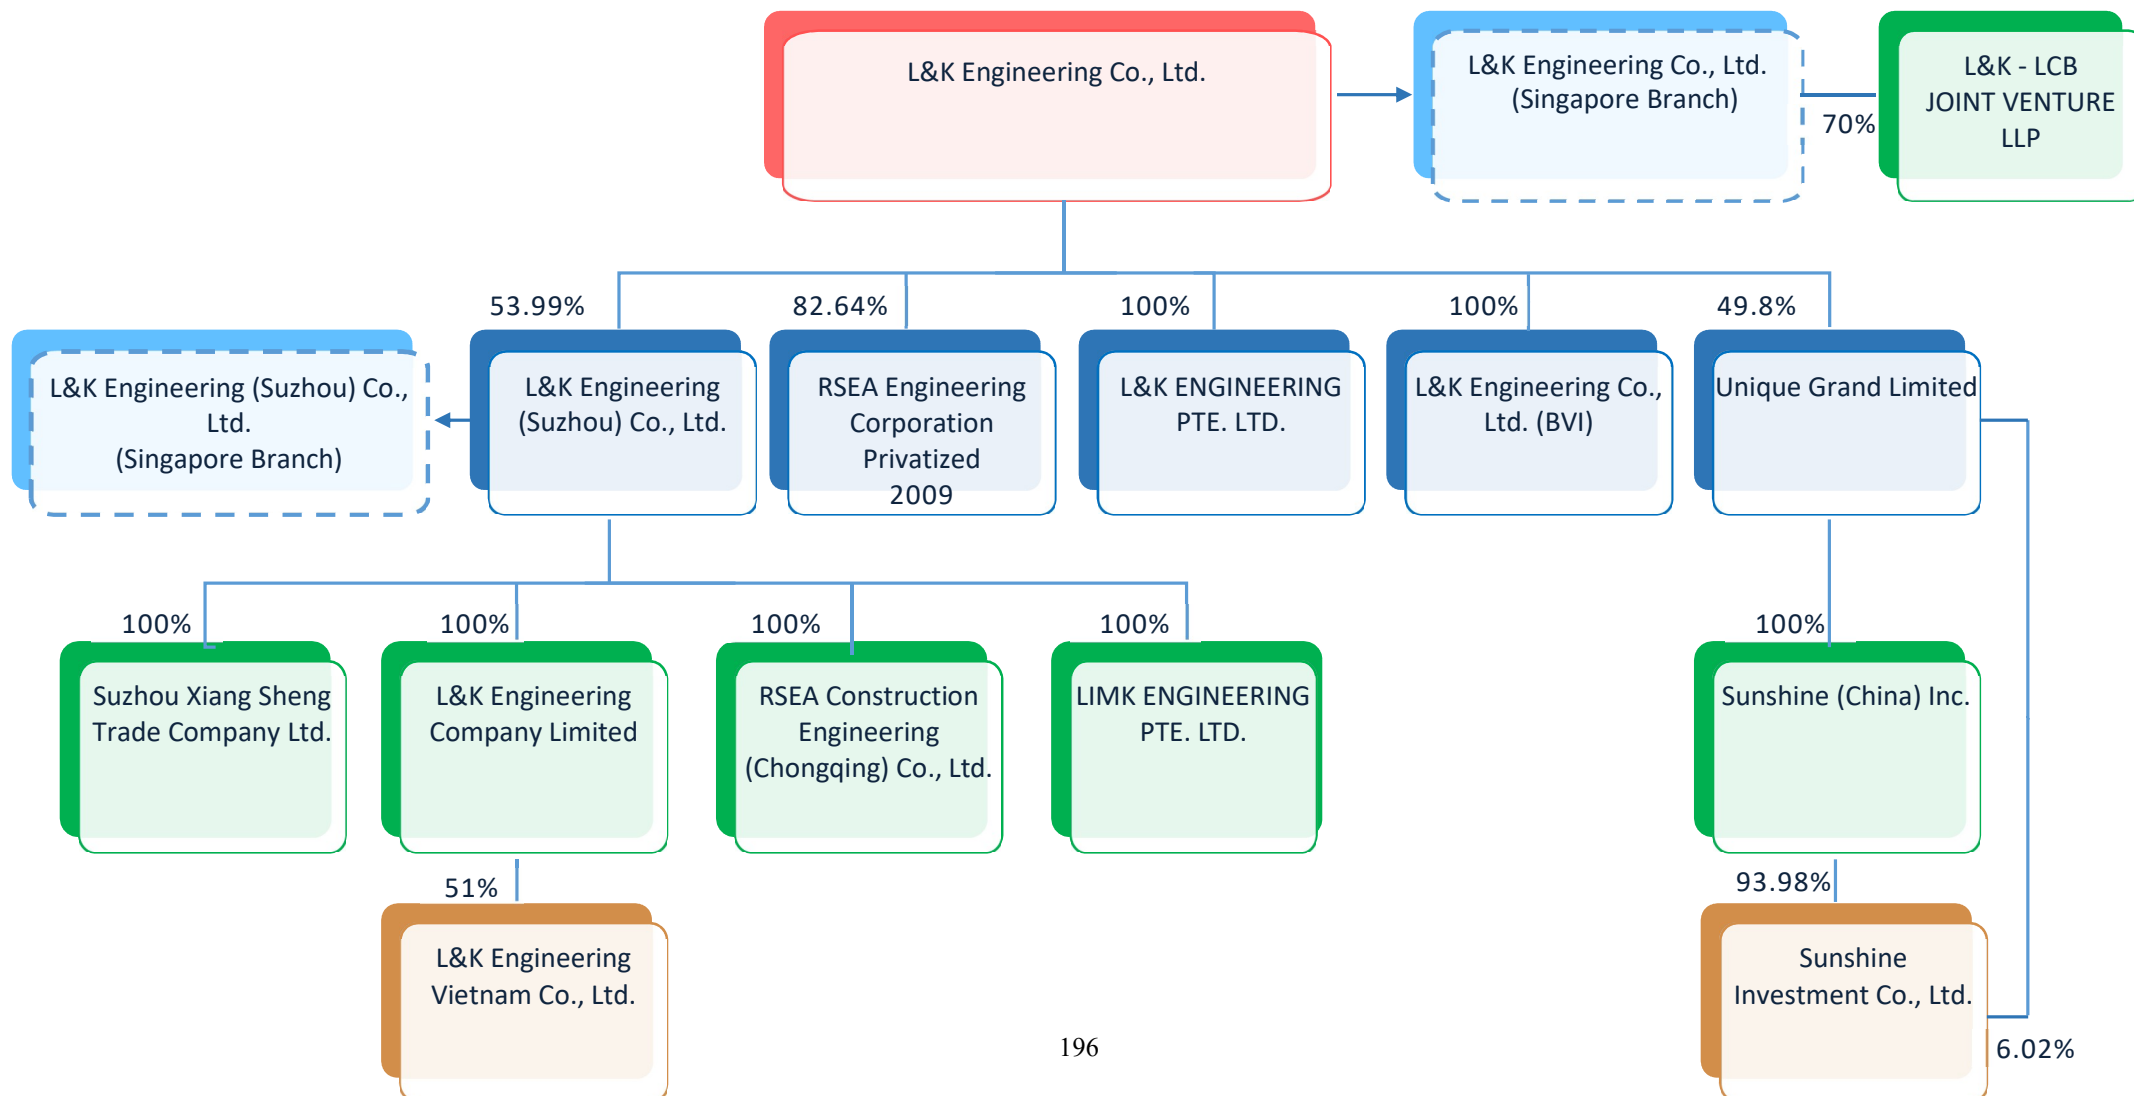 L&K Engineering Co., Ltd.
L&K Engineering Co., Ltd.
(Singapore Branch)
70%
L&K - LCB
JOINT VENTURE
LLP
53.99%
82.64%
100%
100%
49.8%
L&K Engineering (Suzhou) Co.,
Ltd.
(Singapore Branch)
L&K Engineering
(Suzhou) Co., Ltd.
RSEA Engineering
Corporation
Privatized
2009
L&K ENGINEERING
PTE. LTD.
L&K Engineering Co.,
Ltd. (BVI)
Unique Grand Limited
100%
100%
100%
100%
100%
Suzhou Xiang Sheng
Trade Company Ltd.
L&K Engineering
Company Limited
RSEA Construction
Engineering
(Chongqing) Co., Ltd.
LIMK ENGINEERING
PTE. LTD.
Sunshine (China) Inc.
51%
93.98%
L&K Engineering
Vietnam Co., Ltd.
Sunshine
Investment Co., Ltd.
6.02%
196